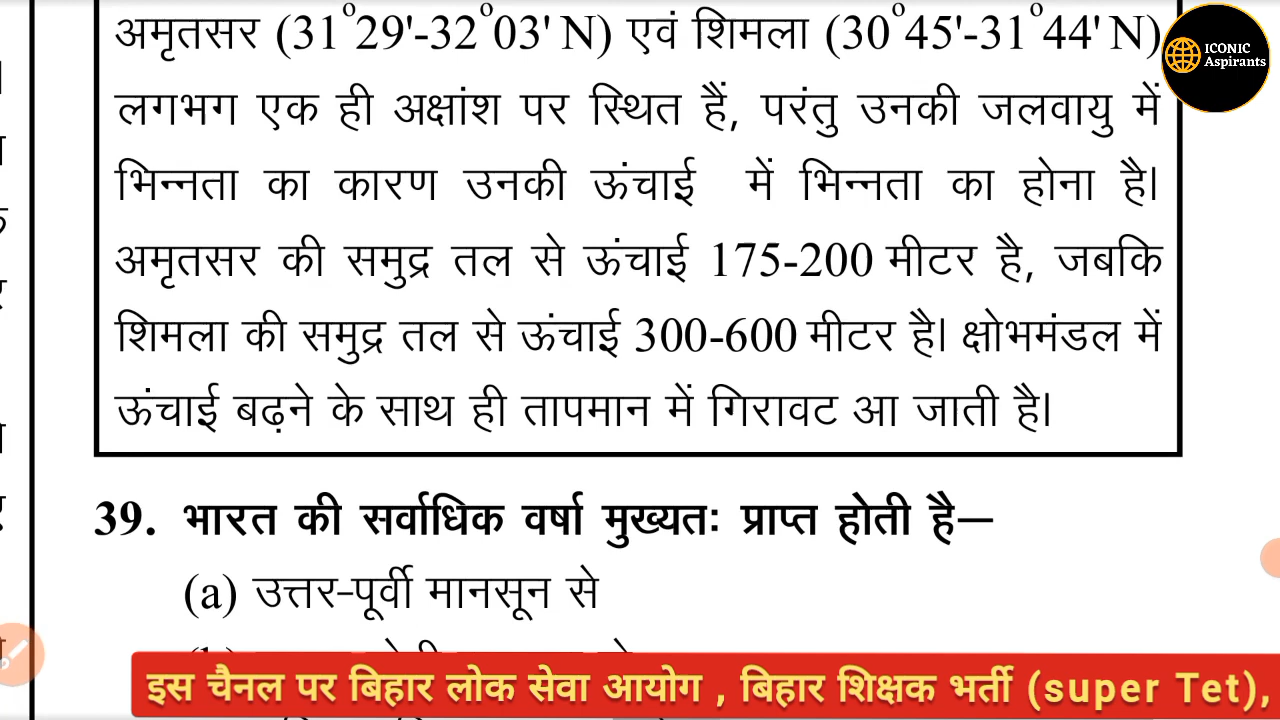 अमृतसर (31°29'-32°03' N) एवं शिमला (30°45'-31°44' N)
ICONIC
Aspirants
लगभग एक ही अक्षांश पर स्थित हैं, परंतु उनकी जलवायु में
भिन्नता का कारण उनकी ऊंचाई में भिन्नता का होना है।
अमृतसर की समुद्र तल से ऊंचाई 175-200 मीटर है, जबकि
शिमला की समुद्र तल से ऊंचाई 300-600 मीटर है। क्षोभमंडल में
ऊंचाई बढ़ने के साथ ही तापमान में गिरावट आ जाती है।
39. भारत की सर्वाधिक वर्षा मुख्यतः प्राप्त होती है—
(a) उत्तर-पूर्वी मानसून से
इस चैनल पर बिहार लोक सेवा आयोग , बिहार शिक्षक भर्ती (super Tet),